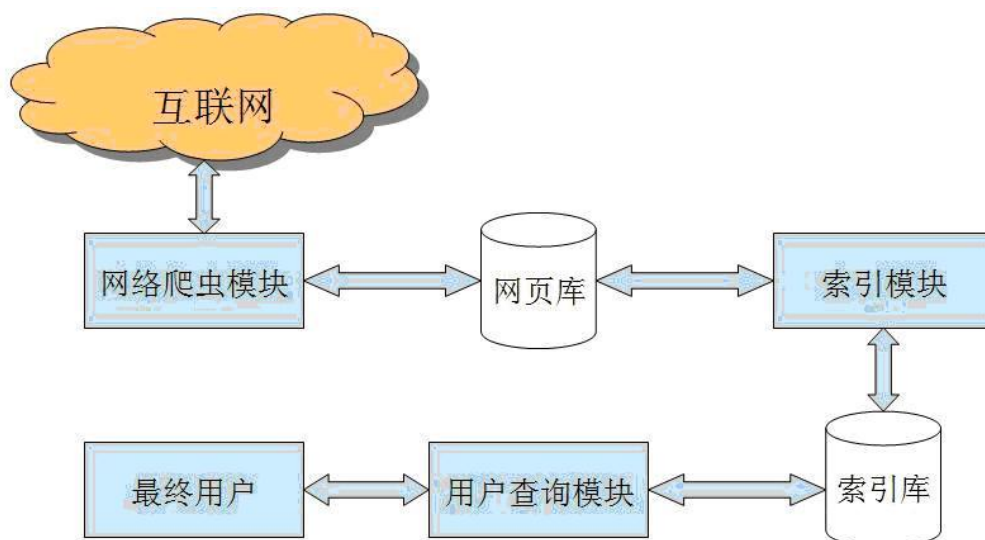 互联网
网络爬虫模块
网页库
索引模块
最终用户
用户查询模块
索引库